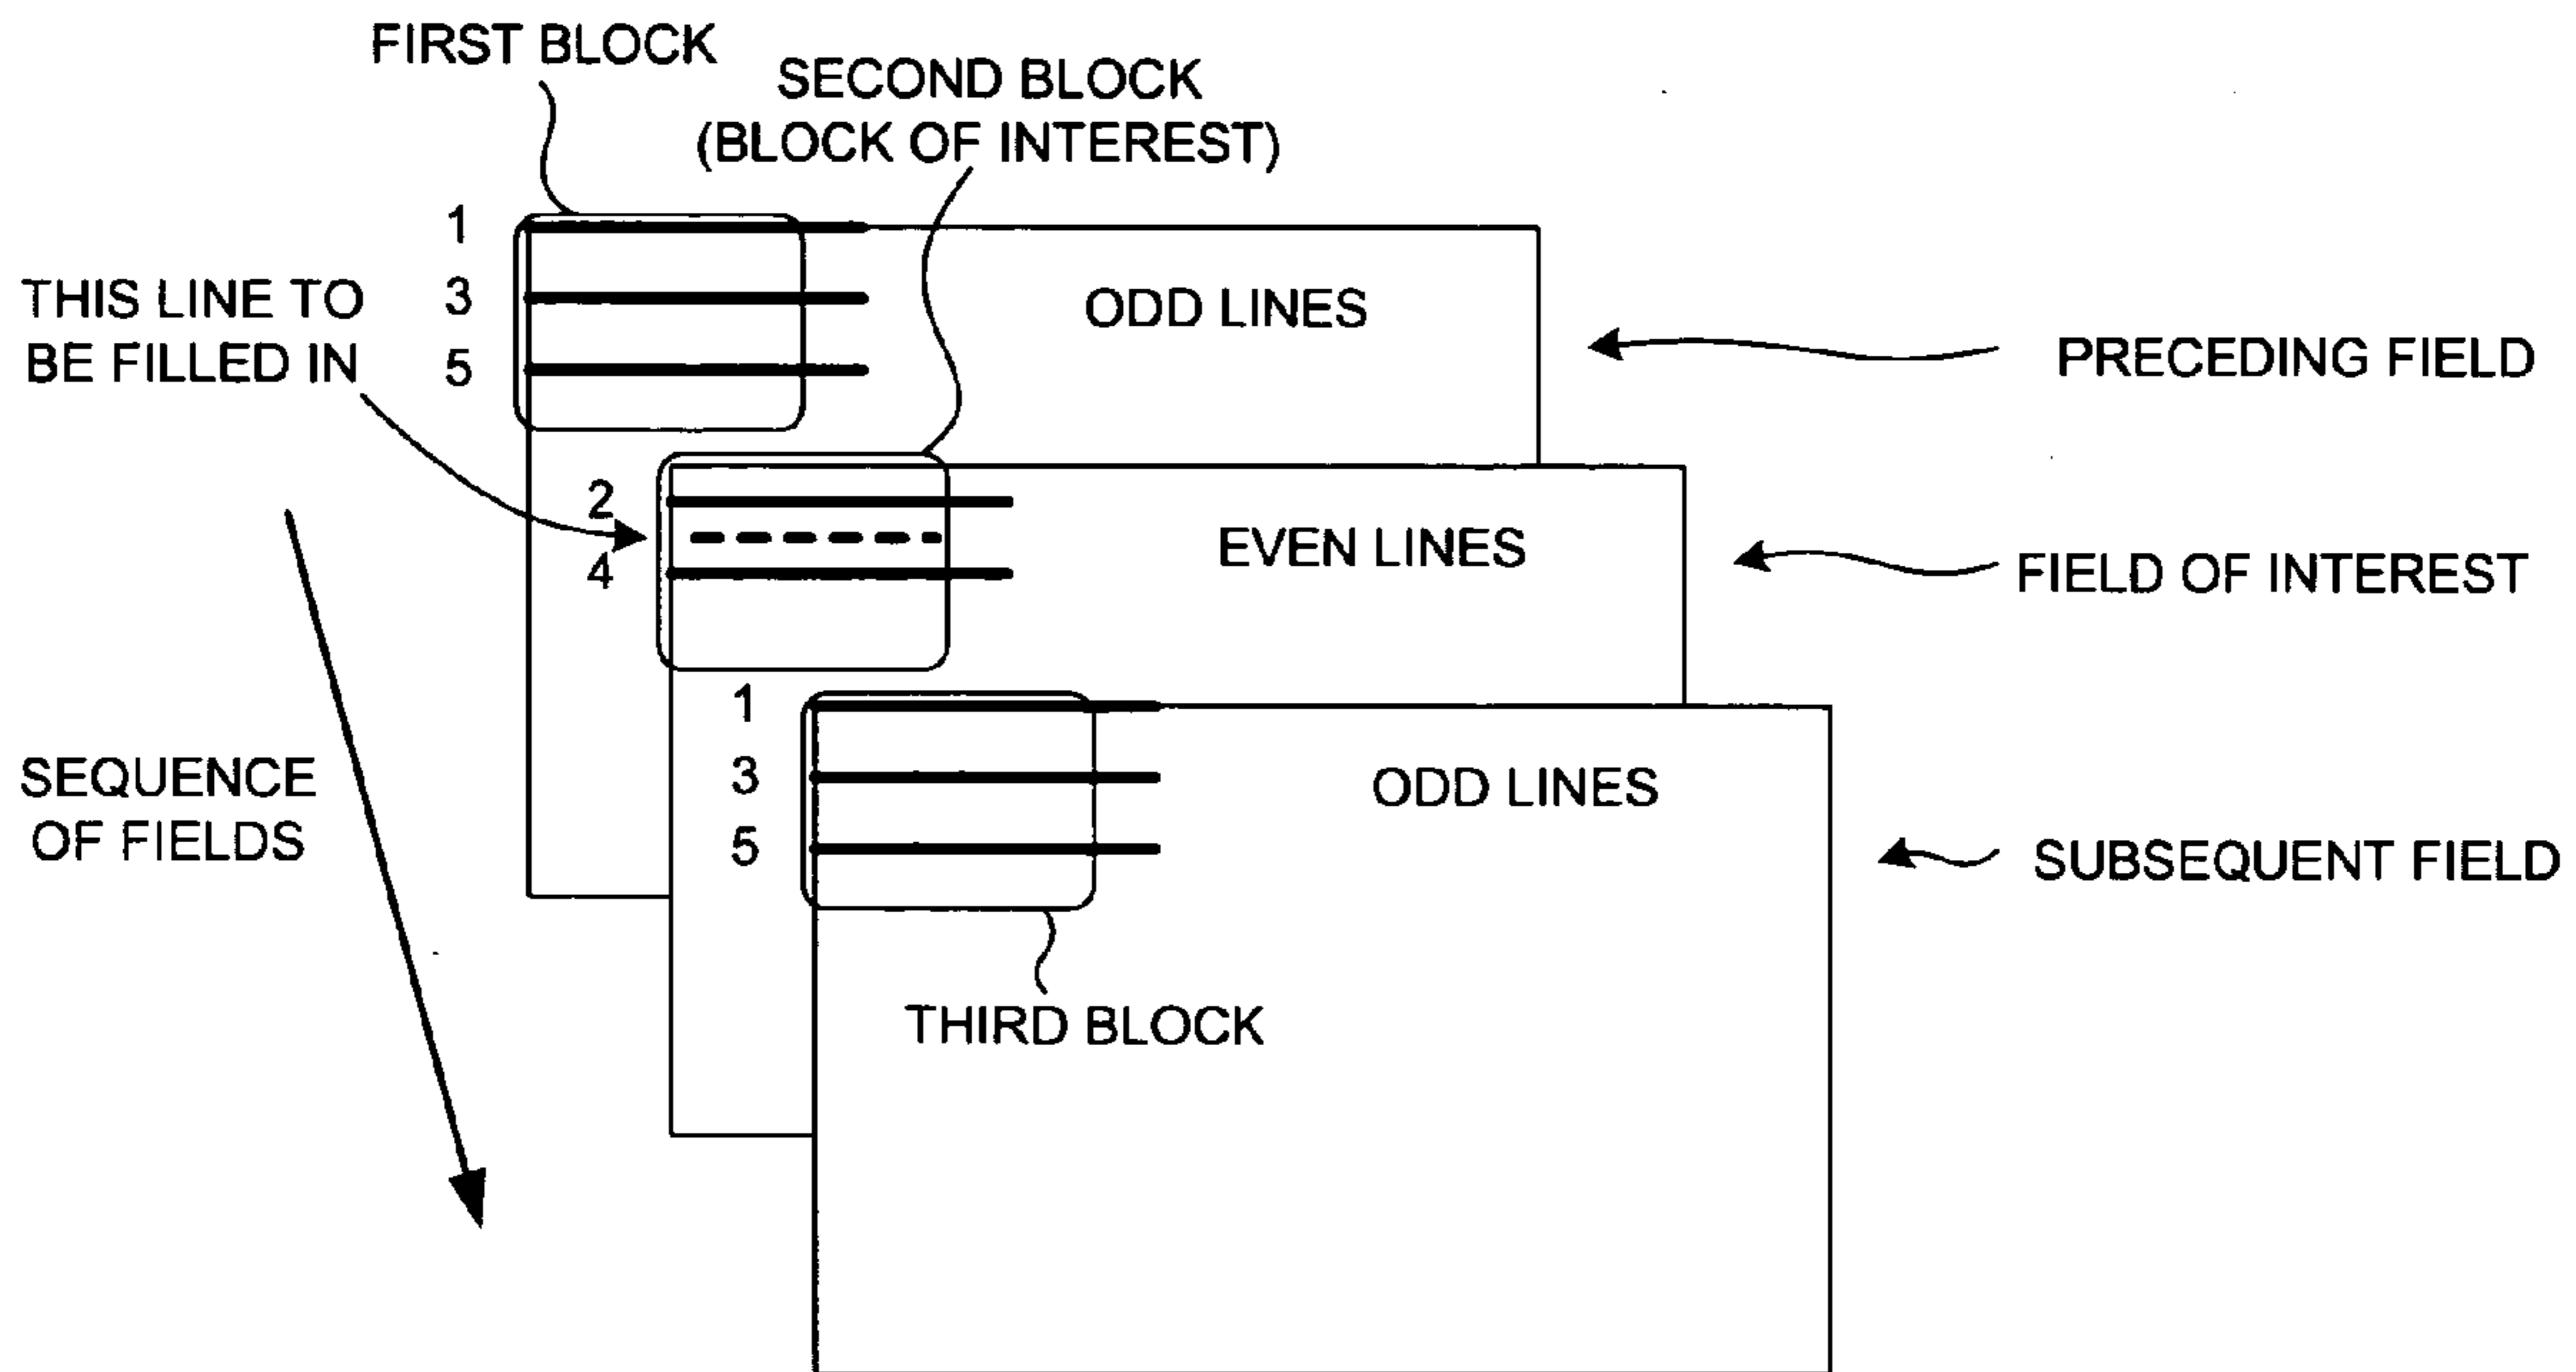 FIRST BLOCK
SECOND BLOCK
(BLOCK OF INTEREST)
1
3
5
THIS LINE TO
BE FILLED IN
ODD LINES
PRECEDING FIELD
2
4
EVEN LINES
FIELD OF INTEREST
1
3
5
ODD LINES
SUBSEQUENT FIELD
SEQUENCE
OF FIELDS
THIRD BLOCK